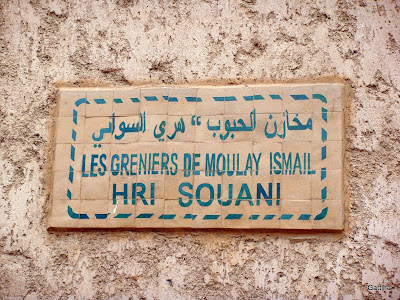 مخازن الحبوب " هري السواني
LES GRENIERS DE MOULAY ISMAIL
HRI SOUANI